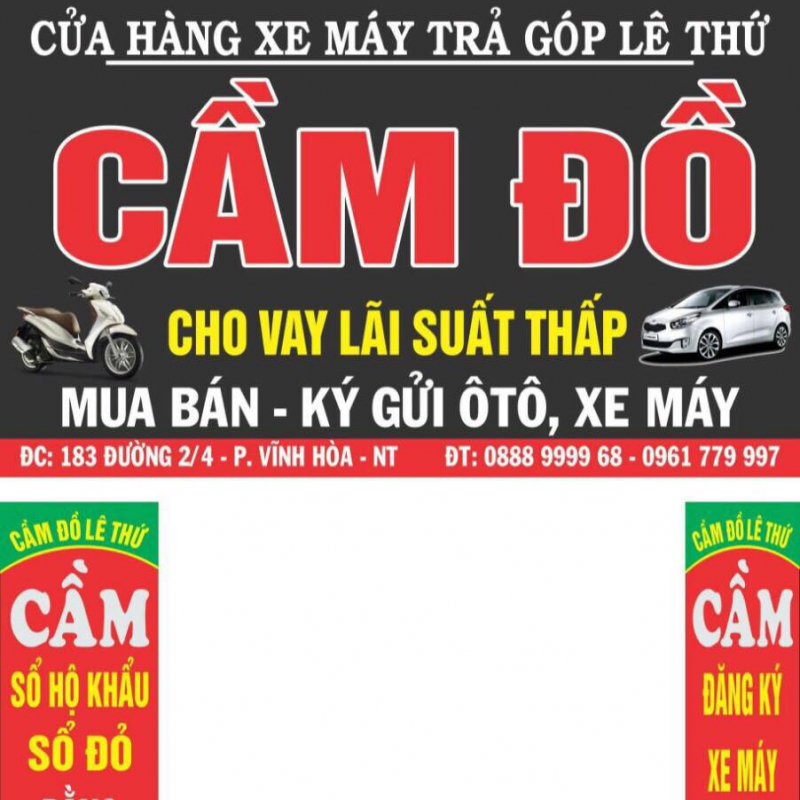 CỬA HÀNG XE MÁY TRẢ GÓP LÊ THỨ
CẦM ĐỒ
CHO VAY LÃI SUẤT THẤP
MUA BÁN - KÝ GỬI ÔTÔ, XE MÁY
ĐC: 183 ĐƯỜNG 2/4 - P. VĨNH HÒA - NT ĐT: 0888 9999 68 - 0961 779 997
CẦM ĐỒ LÊ THỨ
CẦM
SỔ HỘ KHẨU
SỔ ĐỎ
CẦM ĐỒ LÊ THỨ
CẦM
ĐĂNG KÝ
XE MÁY